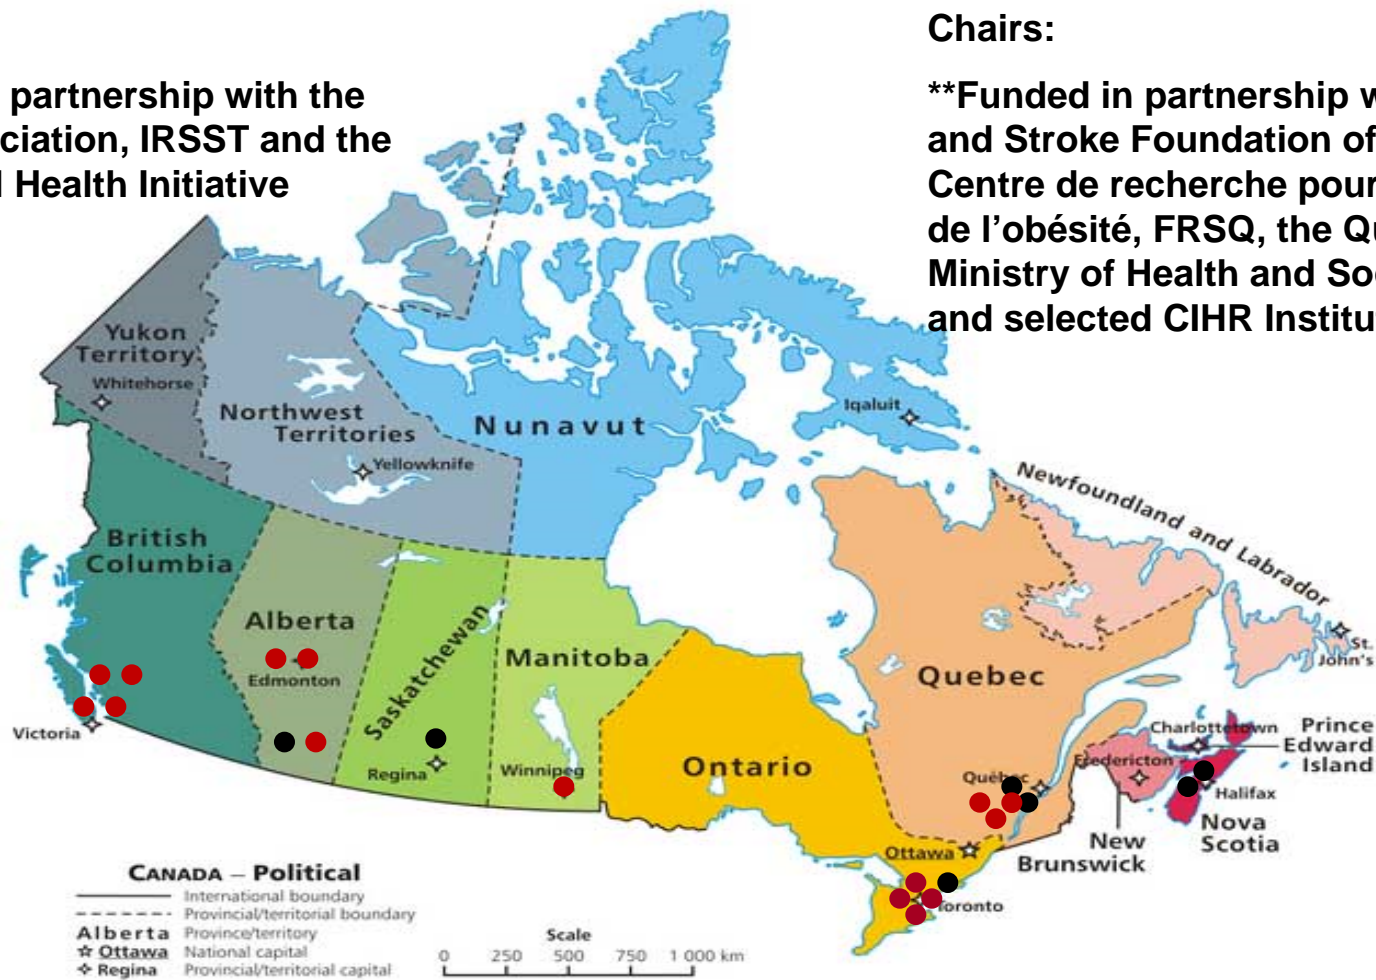 partnership with the
ciation, IRSST and the
Health Initiative
Chairs:
**Funded in partnership
and Stroke Foundation of
Centre de recherche pour
de l’obésité, FRSQ, the
Ministry of Health and
and selected CIHR
Yukon
Territory
Whitehorse
Northwest
Territories
Yellowknife
Nunavut
Iqaluit
Newfoundland and Labrador
St.
John's
British
Columbia
Alberta
Edmonton
Saskatchewan
Regina
Manitoba
Winnipeg
Victoria
Ontario
Ottawa
Toronto
Quebec
Québec
Charlottetown
Prince
Edward
Island
Fredericton
Halifax
Nova
Scotia
New
Brunswick
CANADA – Political
International boundary
Provincial/territorial boundary
Alberta Province/territory
Ottawa National capital
Regina Provincial/territorial capital
Scale
0 250 500 750 1 000 km